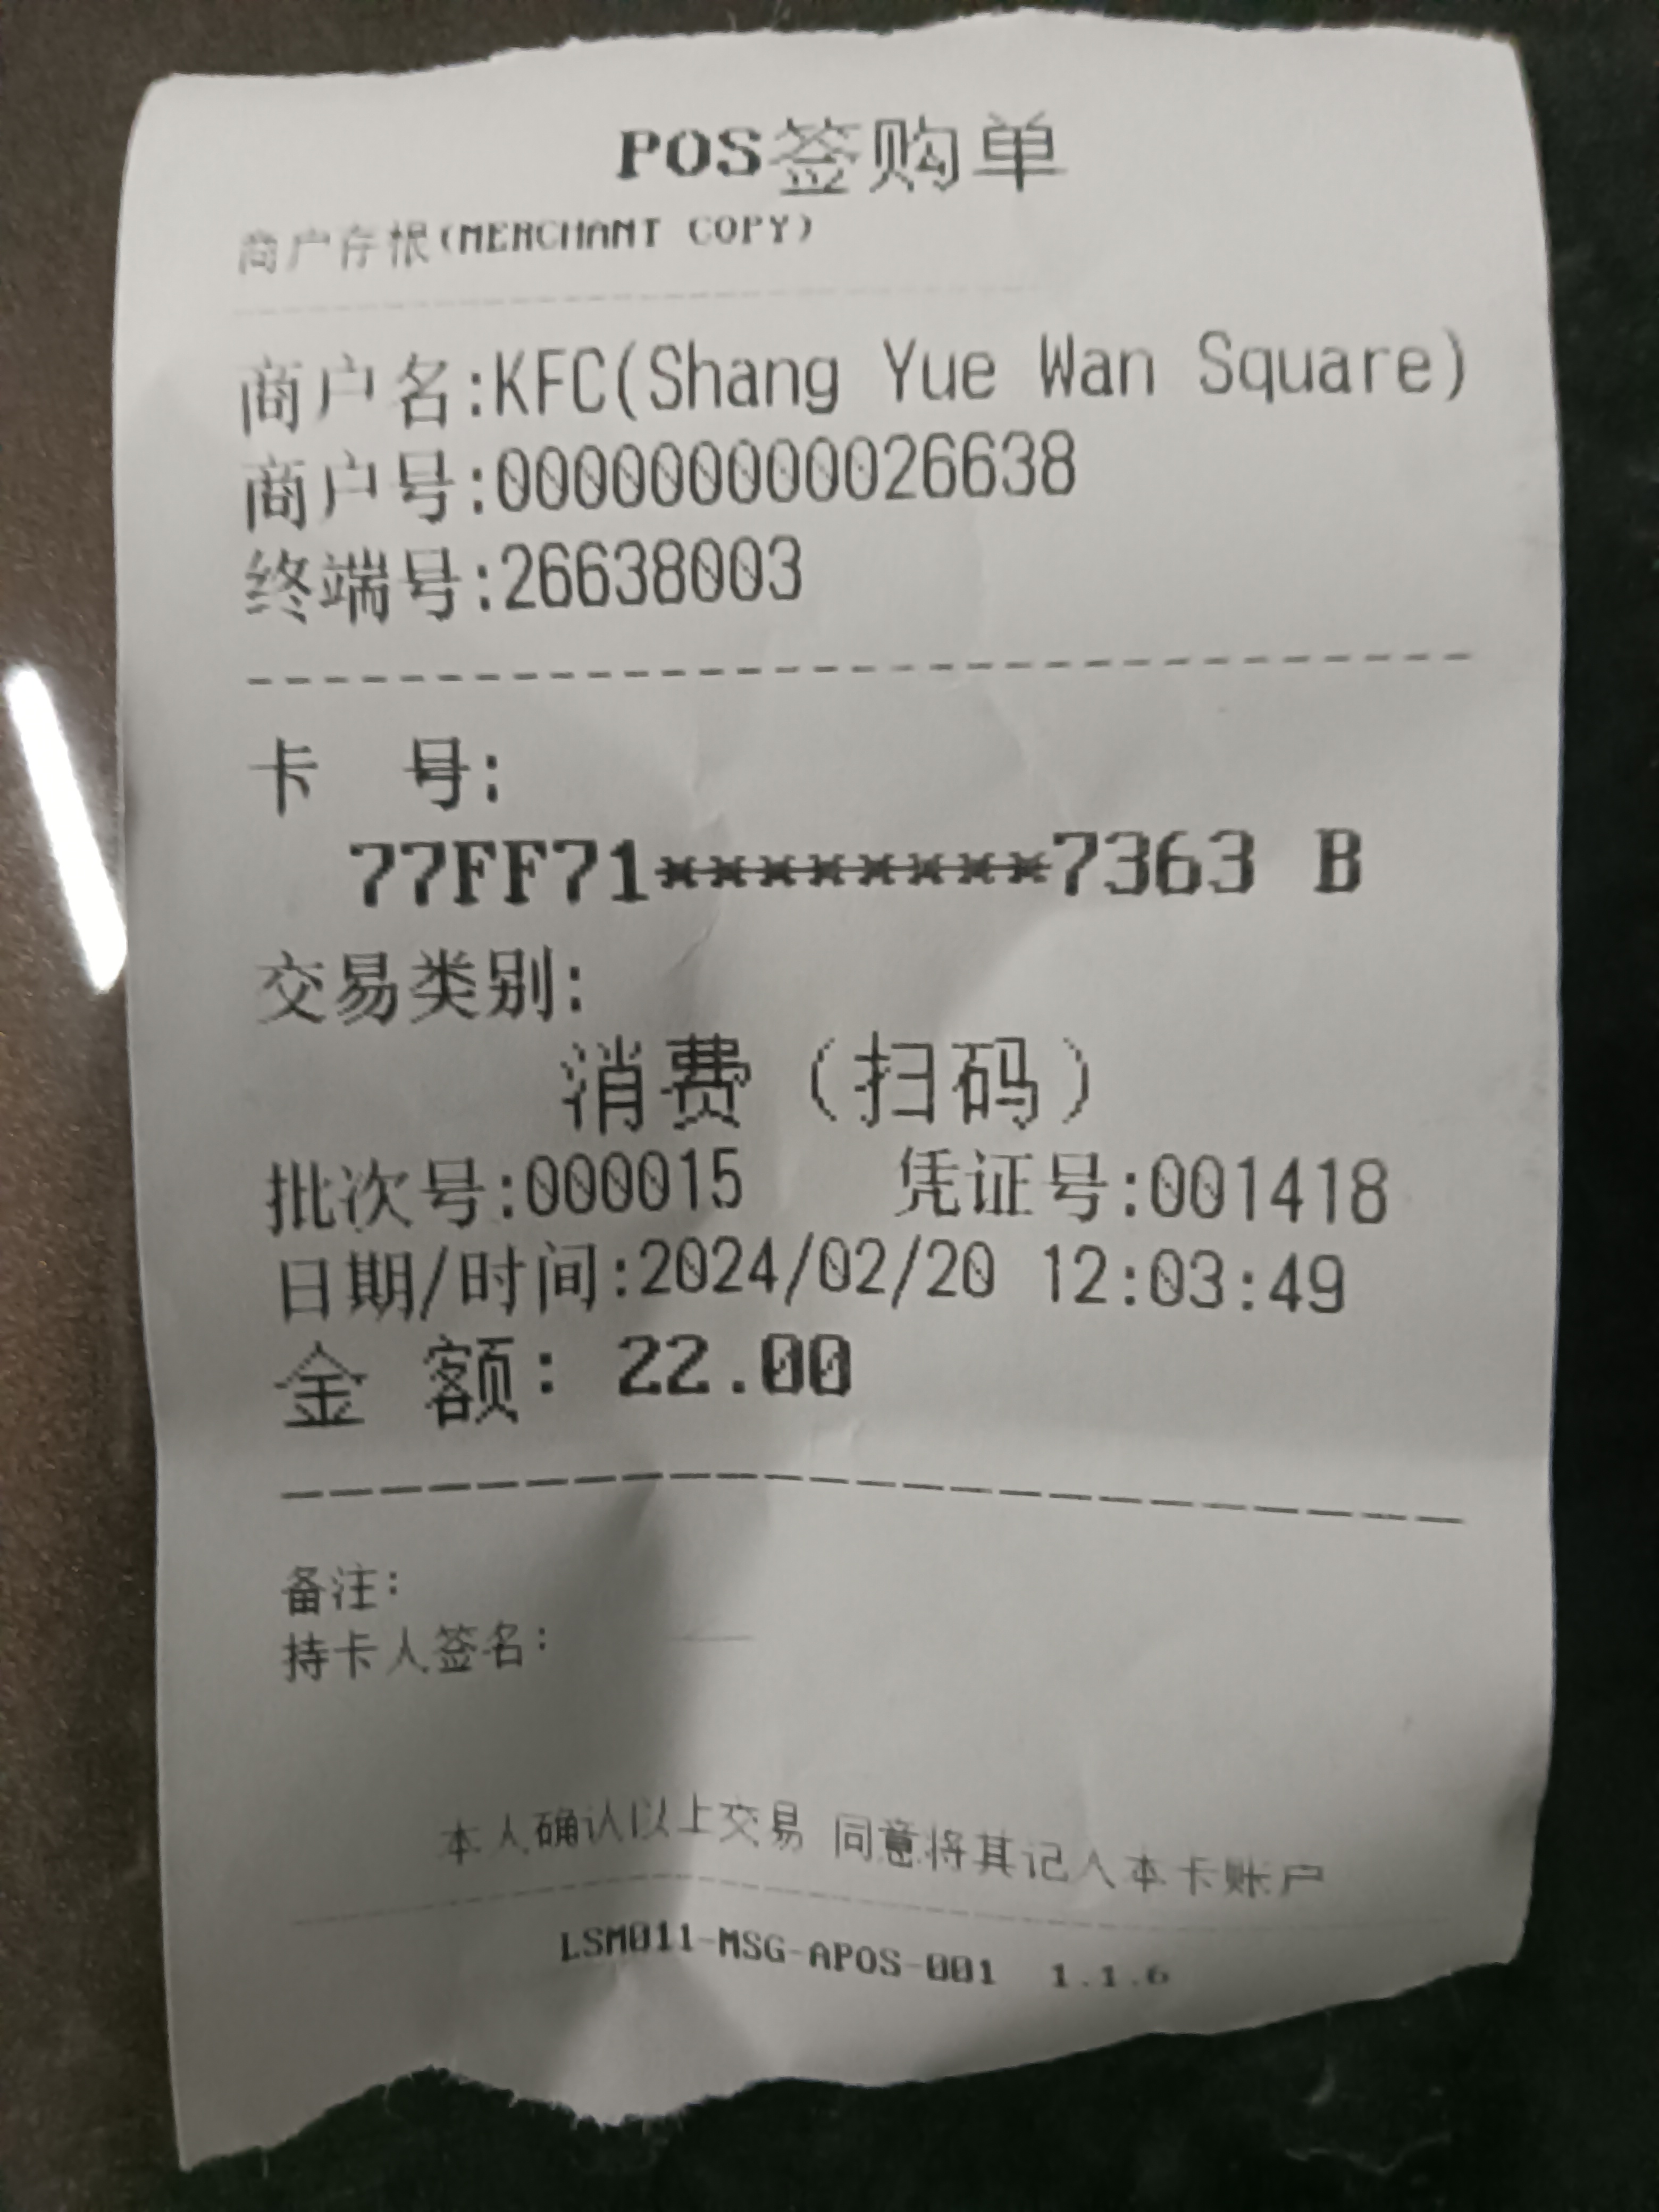 POS签购单
商户存根(MERCHANT COPY)
商户名:KFC(Shang Yue Wan Square)
商户号:000000000026638
终端号:26638003
卡 号:
77FF71********7363 B
交易类别:
消费（扫码）
批次号:000015 凭证号:001418
日期/时间:2024/02/20 12:03:49
金 额: 22.00
备注:
持卡人签名:
本人确认以上交易 同意将其记入本卡账户
LSM011-MSG-APOS-001 1.1.6